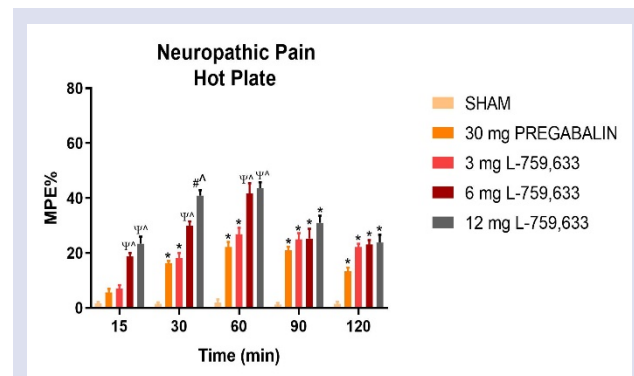 Neuropathic Pain
Hot Plate
MPE%
80
60
40
20
0
Ψ^ Ψ^
* * Ψ^ #^
* * Ψ^ Ψ^
* * * *
* * * *
15 30 60 90 120
Time (min)
SHAM
30 mg PREGABALIN
3 mg L-759,633
6 mg L-759,633
12 mg L-759,633